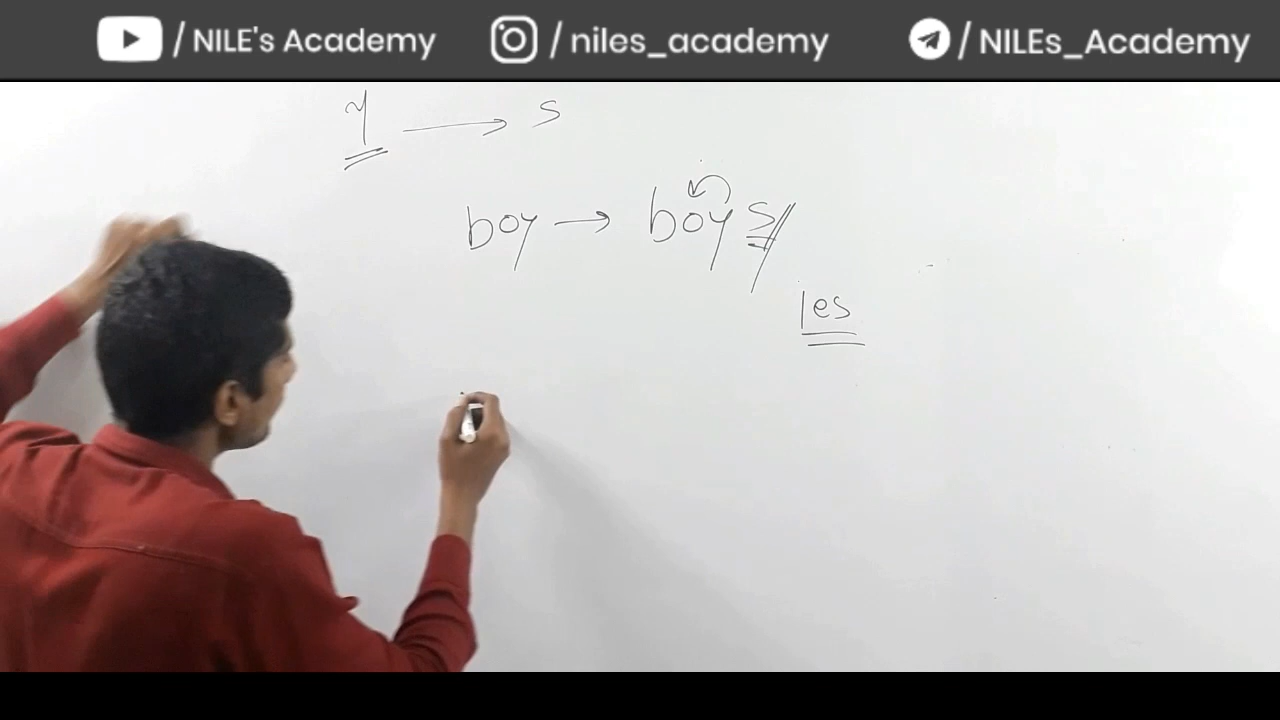 / NILE's Academy / niles_academy / NILEs_Academy
y → s
boy → boys
ies